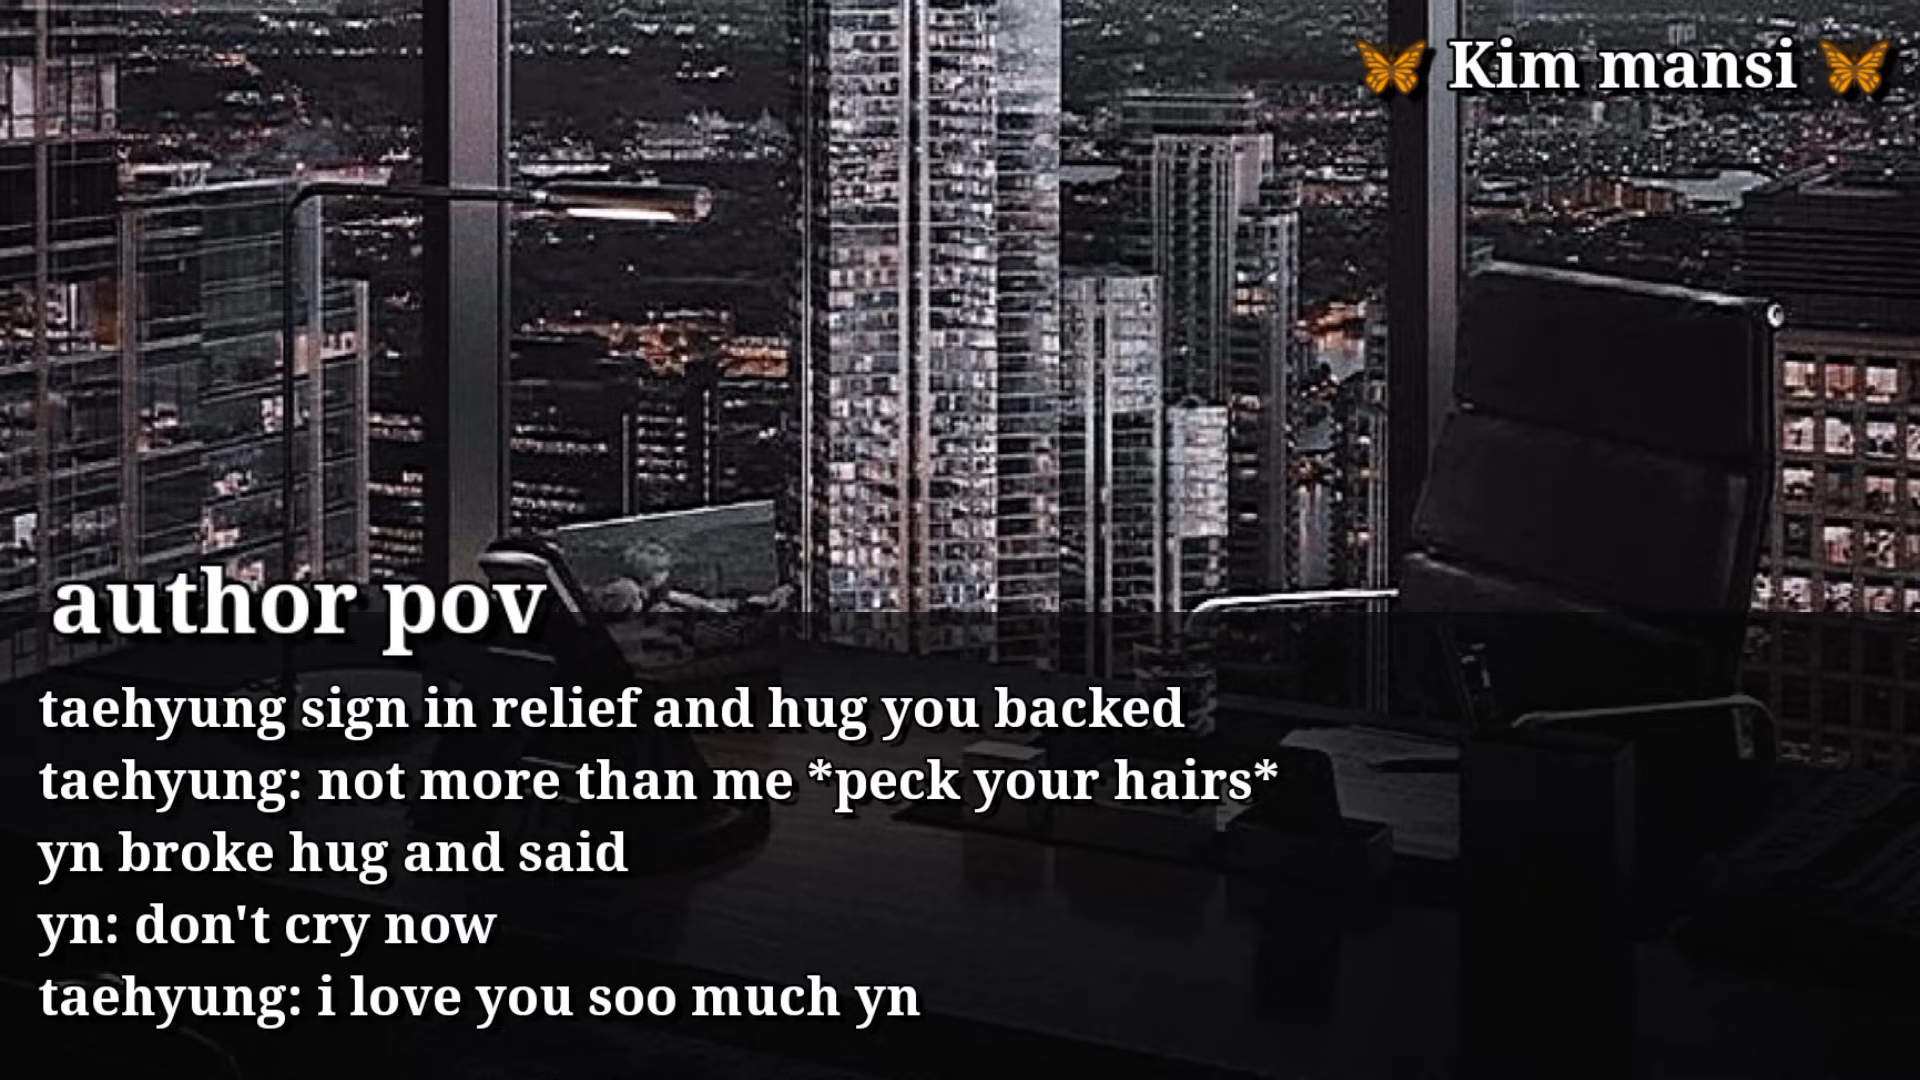 🦋 Kim mansi 🦋
author pov
taehyung sign in relief and hug you backed
taehyung: not more than me *peck your hairs*
yn broke hug and said
yn: don't cry now
taehyung: i love you soo much yn